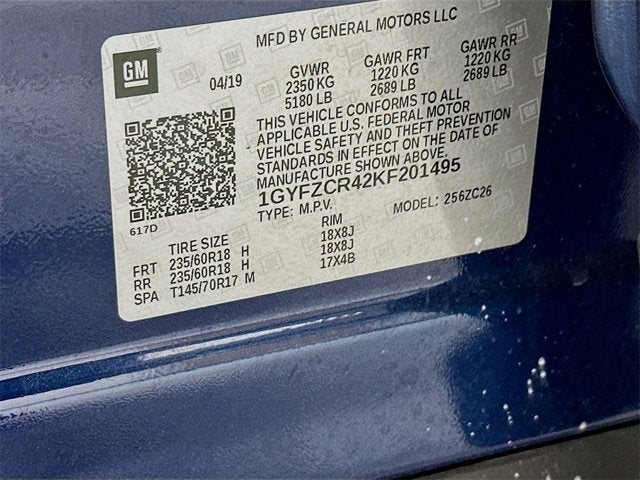 MFD BY GENERAL MOTORS LLC
GM
04/19 GVWR GAWR FRT GAWR RR
2350 KG 1220 KG 1220 KG
5180 LB 2689 LB 2689 LB
THIS VEHICLE CONFORMS TO ALL
APPLICABLE U.S. FEDERAL MOTOR
VEHICLE SAFETY AND THEFT PREVENTION
STANDARDS IN EFFECT ON THE DATE OF
MANUFACTURE SHOWN ABOVE.
1GYFZCR42KF201495
617D TYPE: M.P.V. MODEL: 256ZC26
TIRE SIZE RIM
FRT 235/60R18 H 18X8J
RR 235/60R18 H 18X8J
SPA T145/70R17 M 17X4B